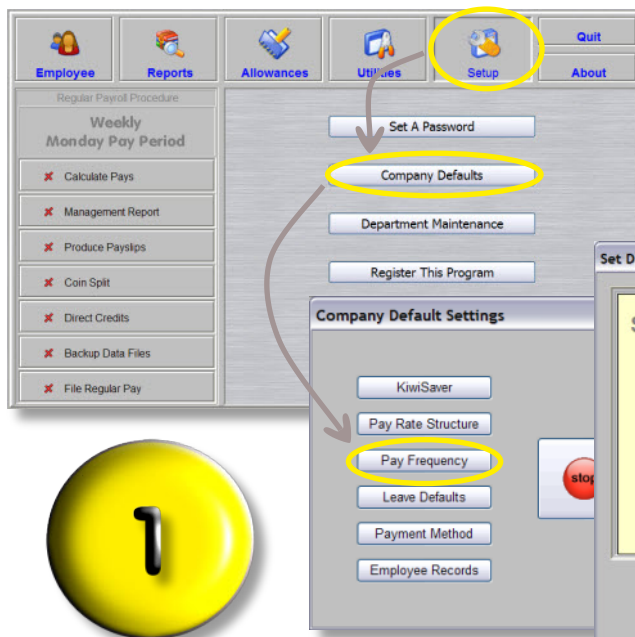 Employee
Reports
Allowances
Utilities
Setup
Quit
About
Regular Payroll Procedure
Weekly
Monday Pay Period
Calculate Pays
Management Report
Produce Payslips
Coin Split
Direct Credits
Backup Data Files
File Regular Pay
Set A Password
Company Defaults
Department Maintenance
Register This Program
Set D
S
Company Default Settings
KiwiSaver
Pay Rate Structure
Pay Frequency
Leave Defaults
Payment Method
Employee Records
stop
1